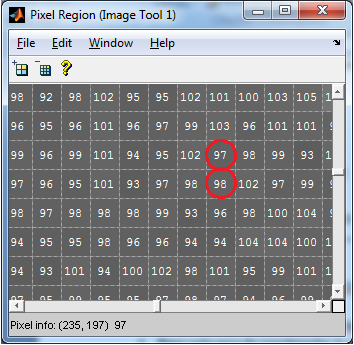 Pixel Region (Image Tool 1)
File Edit Window Help
98 92 98 102 95 95 102 101 100 103 105
96 95 96 101 96 97 99 103 96 101 101
99 96 99 101 94 95 102 97 98 99 93
97 96 95 101 93 97 98 98 102 97 99
98 97 98 98 98 99 93 96 98 100 104
94 95 95 98 96 96 94 94 104 104 100
94 93 101 94 100 102 98 101 95 99 101
Pixel info: (235, 197) 97